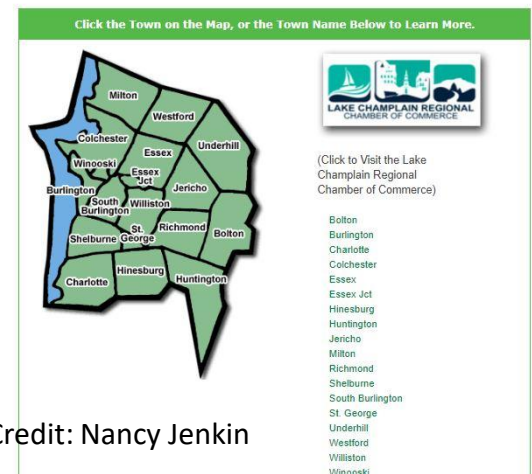 Click the Town on the Map, or the Town Name Below to Learn More.
Milton
Westford
Colchester
Underhill
Essex
Winooski
Essex
Jct
Jericho
Burlington
South
Burlington
Williston
St.
George
Richmond
Bolton
Shelburne
Hinesburg
Charlotte
Huntington
LAKE CHAMPLAIN REGIONAL
CHAMBER OF COMMERCE
(Click to Visit the Lake
Champlain Regional
Chamber of Commerce)
Bolton
Burlington
Charlotte
Colchester
Essex
Essex Jct
Hinesburg
Huntington
Jericho
Milton
Richmond
Shelburne
South Burlington
St. George
Underhill
Westford
Williston
Winooski
Credit: Nancy Jenkin